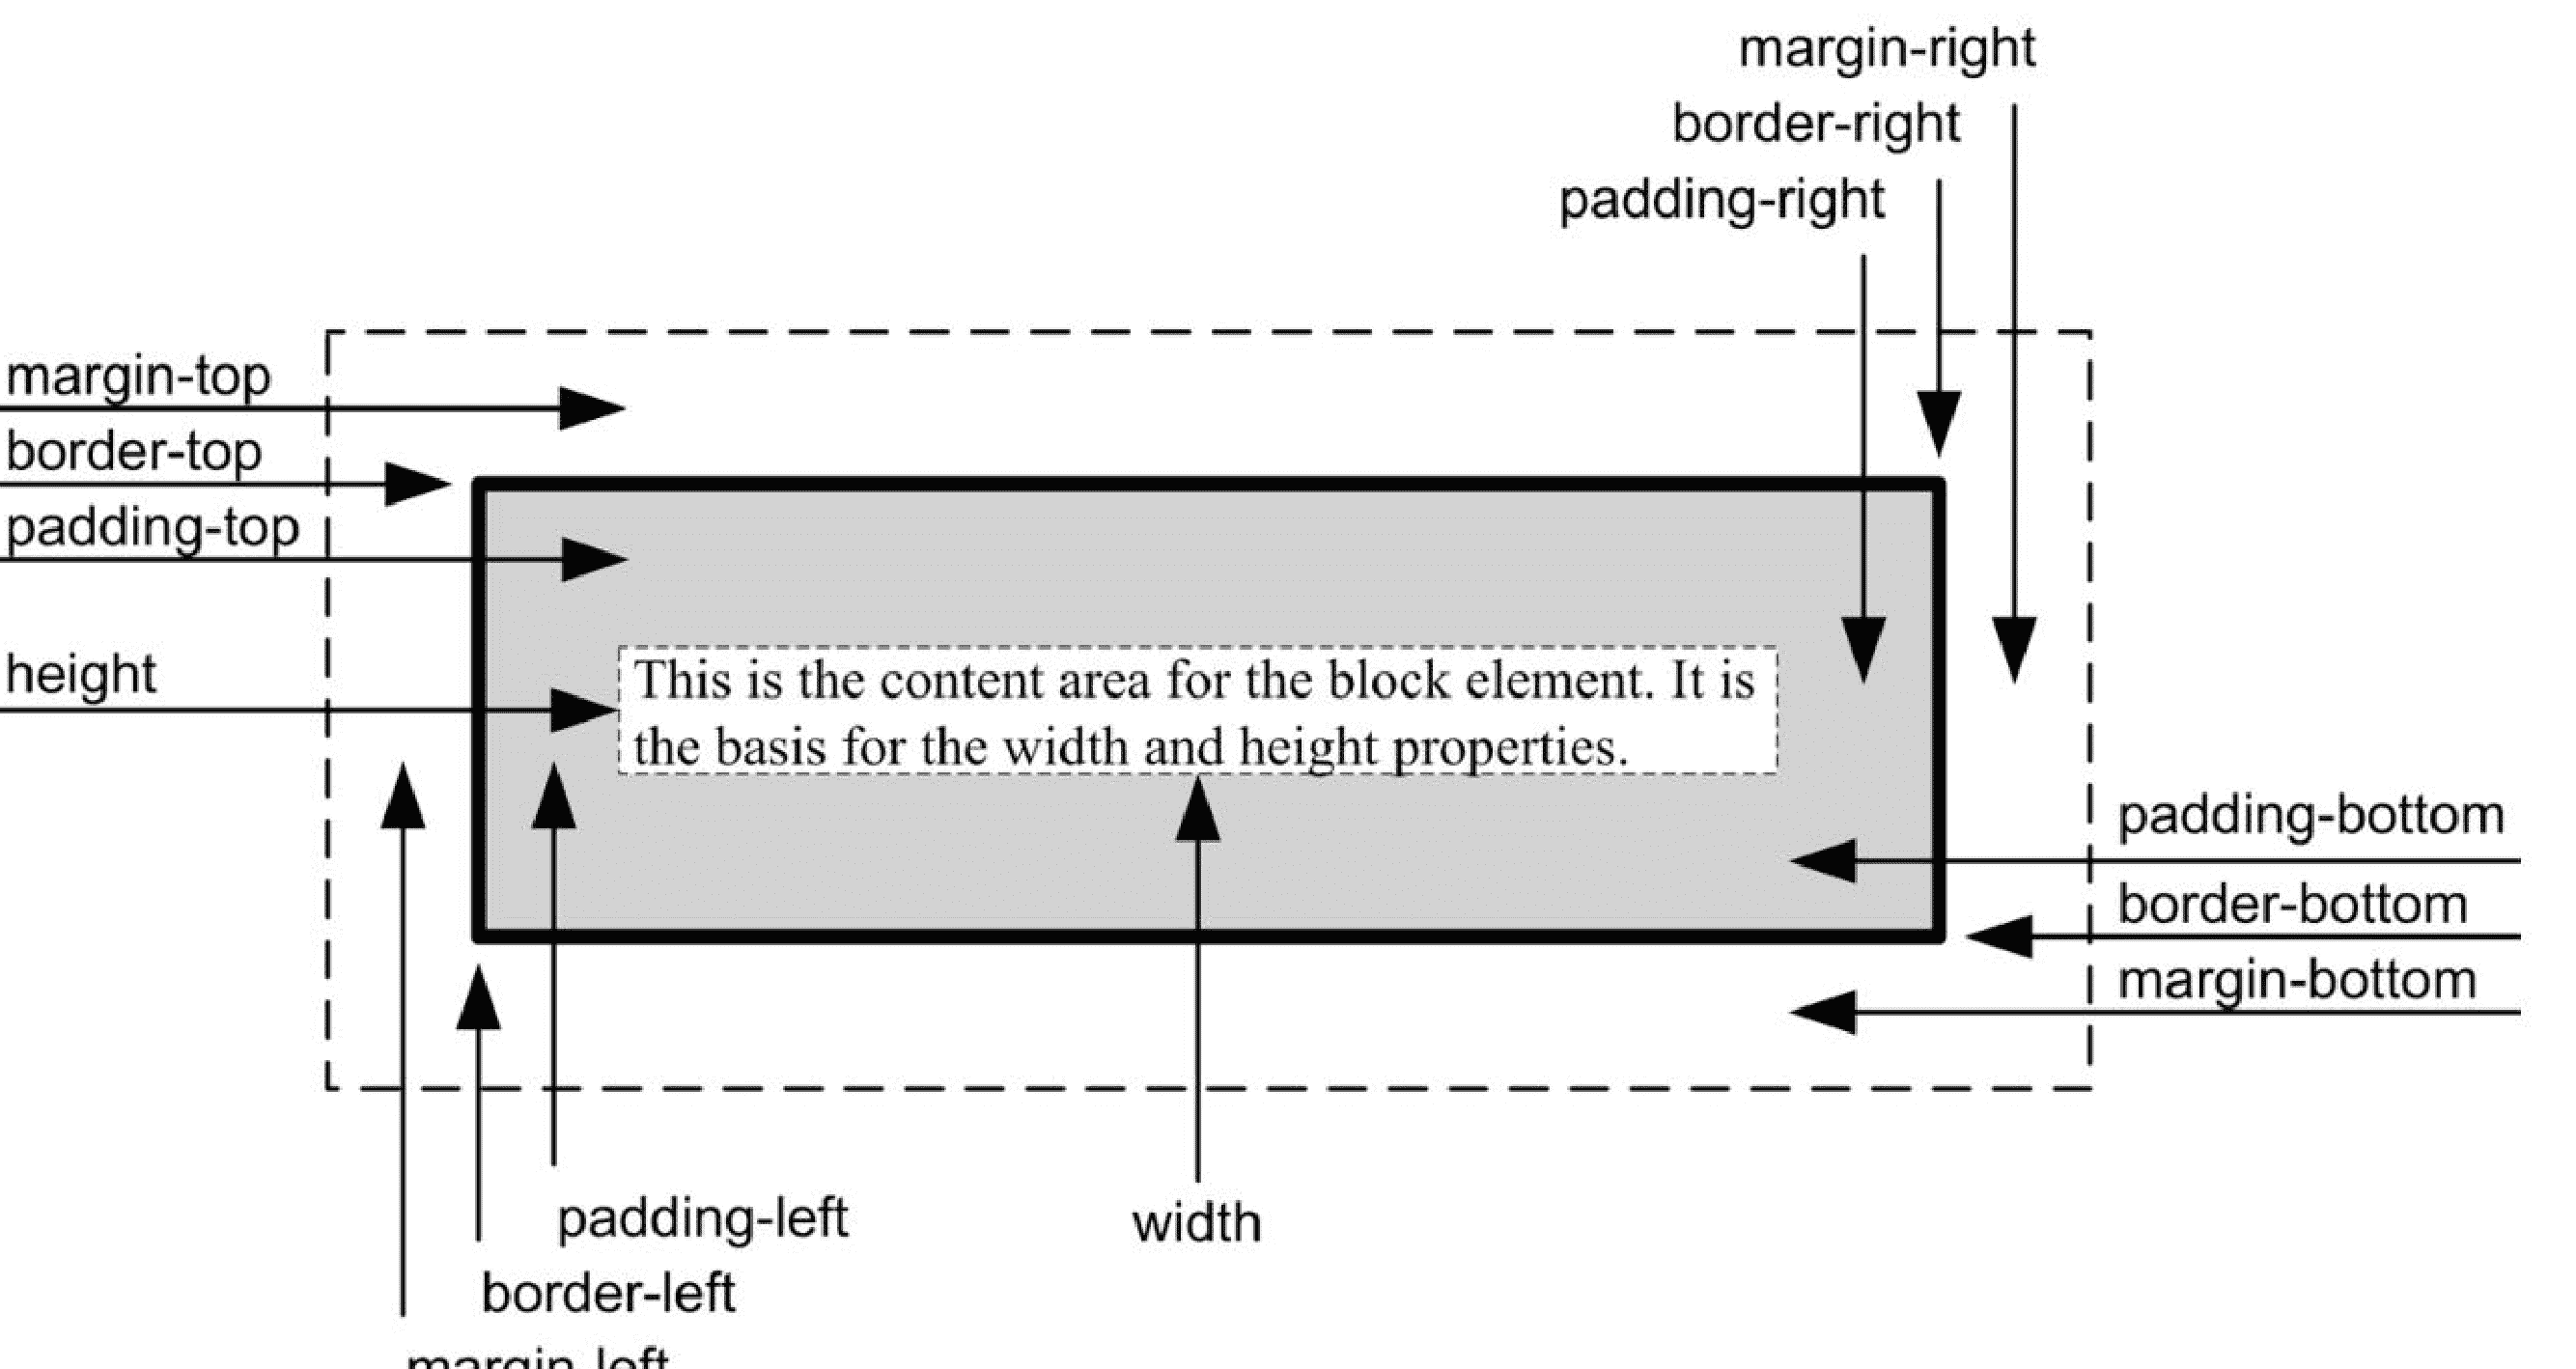 margin-right
border-right
padding-right
margin-top
border-top
padding-top
height
This is the content area for the block element. It is
the basis for the width and height properties.
padding-bottom
border-bottom
margin-bottom
padding-left
width
border-left
margin-left